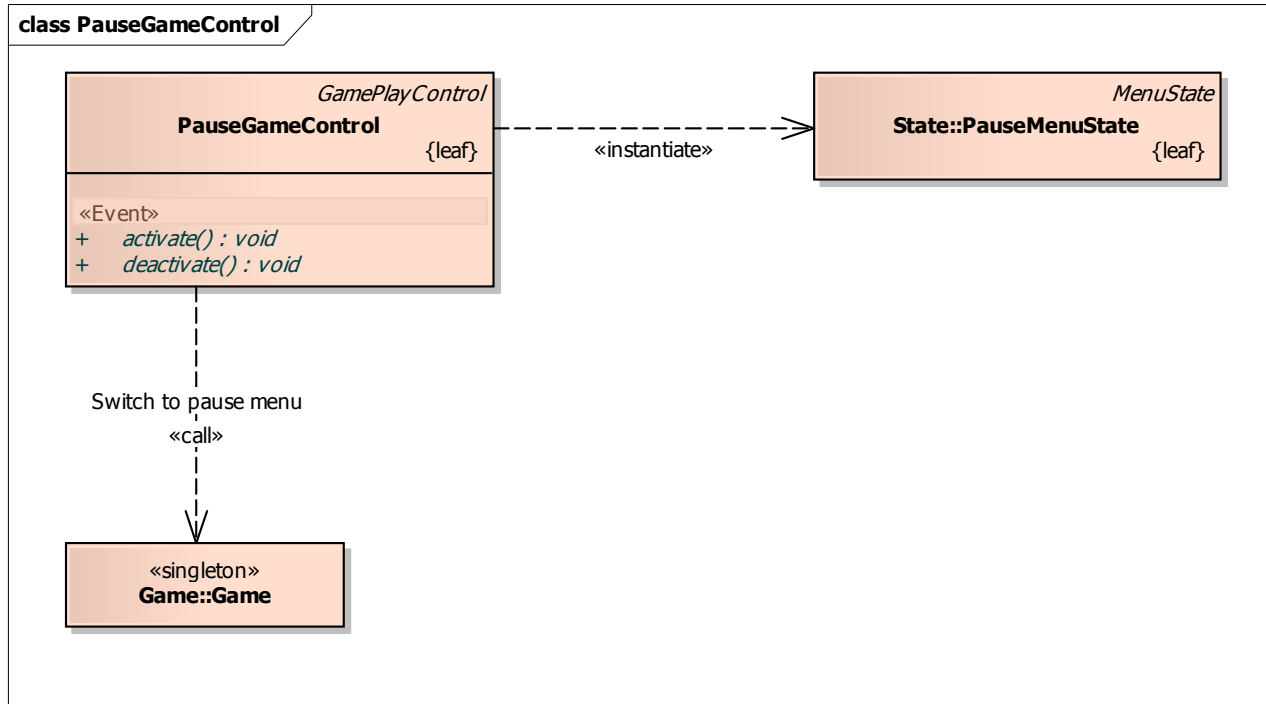 class PauseGameControl
GamePlayControl
PauseGameControl
{leaf}
«Event»
+ activate() : void
+ deactivate() : void
«instantiate»
MenuState
State::PauseMenuState
{leaf}
Switch to pause menu
«call»
«singleton»
Game::Game